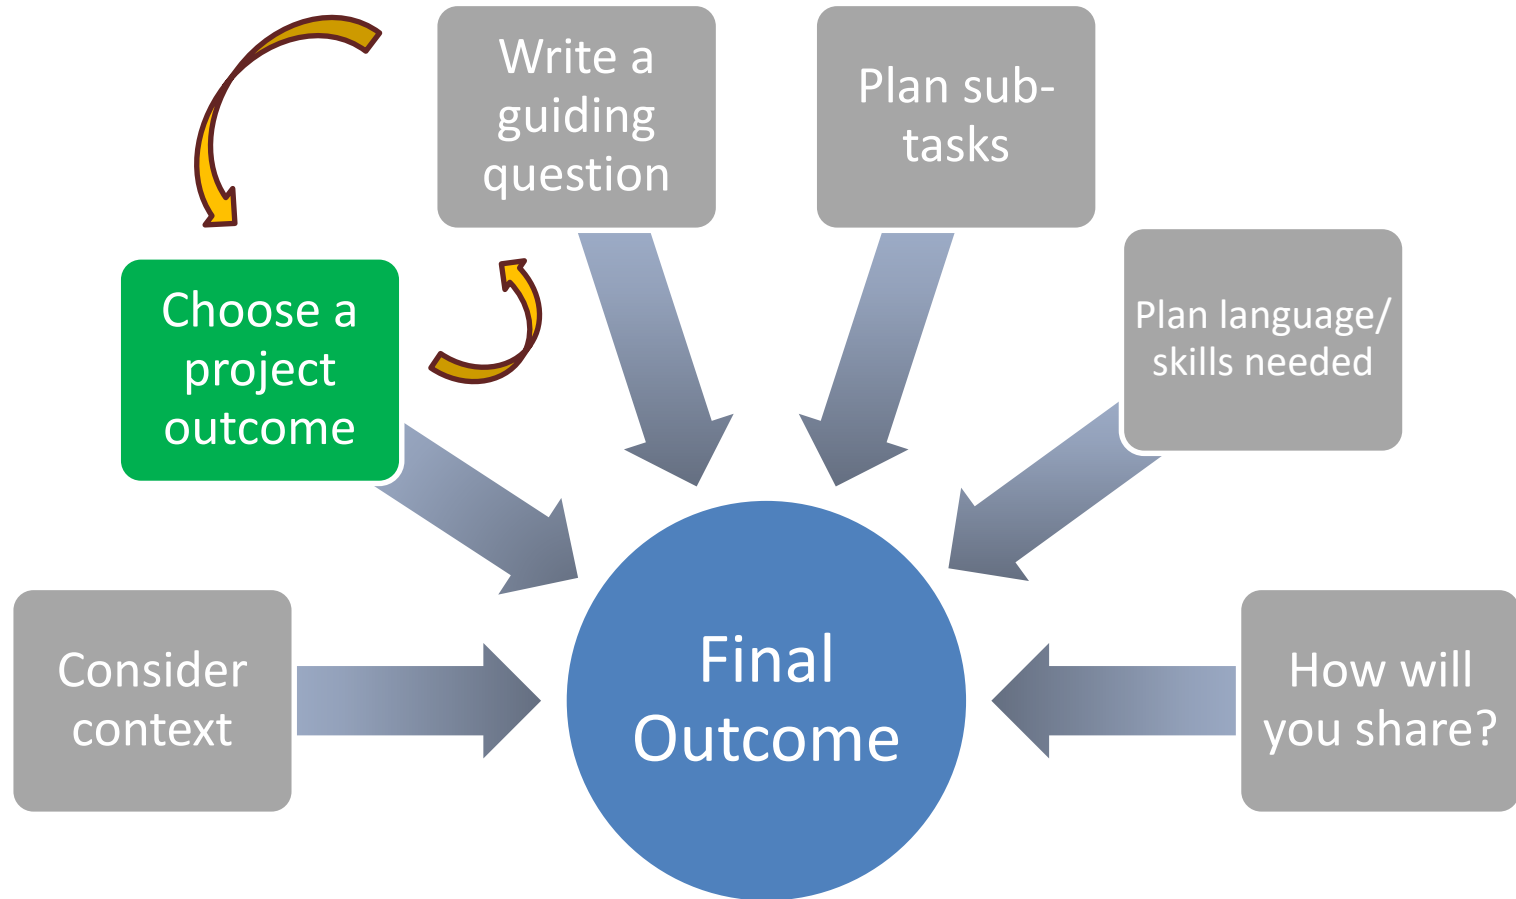 Write a
guiding
question
Plan sub-
tasks
Choose a
project
outcome
Plan language/
skills needed
Consider
context
Final
Outcome
How will
you share?